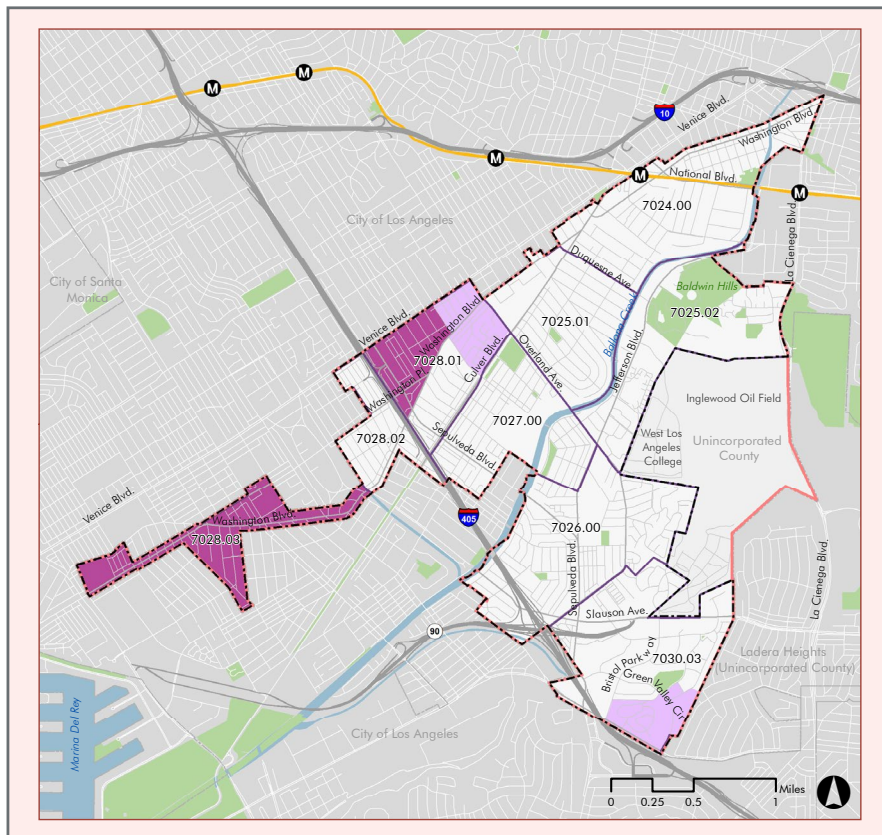 M
M
10
Venice Blvd.
Washington Blvd.
M
M
National Blvd.
M
7024.00
City of Los Angeles
La Cienega Blvd.
Duquesne Ave.
City of Santa
Monica
Baldwin Hills
Ballona Creek
7025.02
Venice Blvd.
Washington Blvd.
7025.01
7028.01
Culver Blvd.
Overland Ave.
Jefferson Blvd.
Washington Pl.
Inglewood Oil Field
7027.00
7028.02
Sepulveda Blvd.
West Los
Angeles
College
Unincorporated
County
Venice Blvd.
Washington Blvd.
7028.03
405
7026.00
Sepulveda Blvd.
La Cienega Blvd.
Slauson Ave.
90
Bristol Parkway
7030.03
Ladera Heights
(Unincorporated County)
Green Valley Cir.
Marina Del Rey
City of Los Angeles
Miles
0
0.25
0.5
1